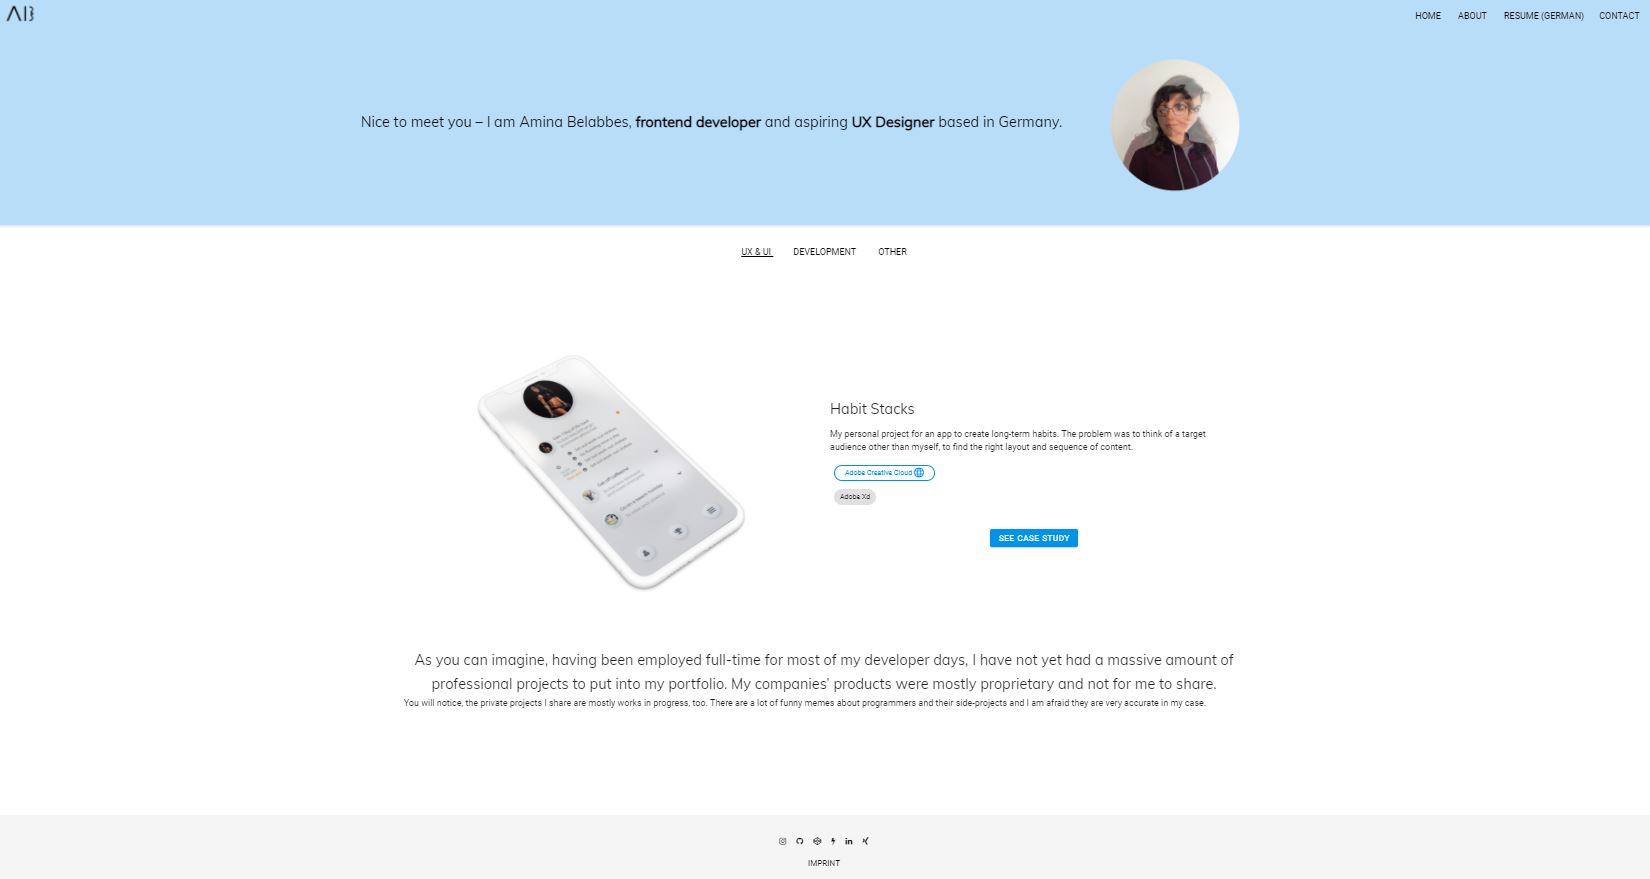 AB
HOME ABOUT RESUME (GERMAN) CONTACT
Nice to meet you – I am Amina Belabbes, frontend developer and aspiring UX Designer based in Germany.
UX & UI DEVELOPMENT OTHER
Habit Stacks
My personal project for an app to create long-term habits. The problem was to think of a target
audience other than myself, to find the right layout and sequence of content.
Adobe Creative Cloud
Adobe Xd
SEE CASE STUDY
As you can imagine, having been employed full-time for most of my developer days, I have not yet had a massive amount of
professional projects to put into my portfolio. My companies' products were mostly proprietary and not for me to share.
You will notice, the private projects I share are mostly works in progress, too. There are a lot of funny memes about programmers and their side-projects and I am afraid they are very accurate in my case.
IMPRINT